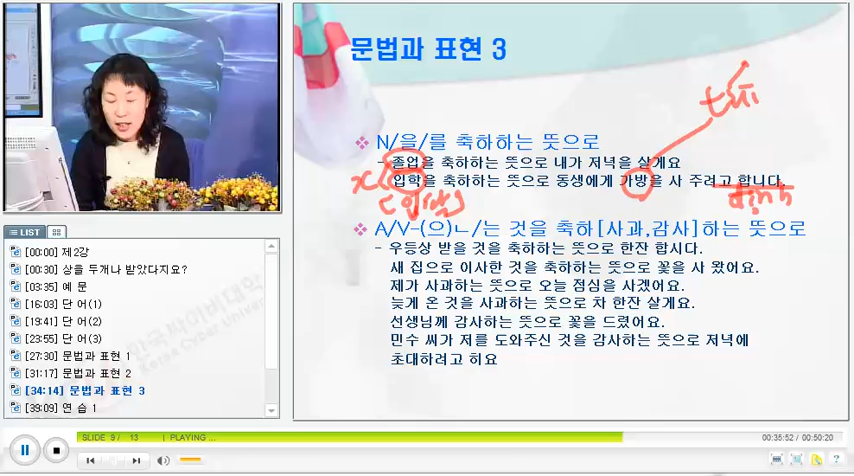 문법과 표현 3
N/을/를 축하하는 뜻으로
- 졸업을 축하하는 뜻으로 내가 저녁을 살게요
입학을 축하하는 뜻으로 동생에게 가방을 사 주려고 합니다.
A/V-(으)ㄴ/는 것을 축하[사과,감사]하는 뜻으로
- 우등상 받을 것을 축하하는 뜻으로 한잔 합시다.
새 집으로 이사한 것을 축하하는 뜻으로 꽃을 사 왔어요.
제가 사과하는 뜻으로 오늘 점심을 사겠어요.
늦게 온 것을 사과하는 뜻으로 차 한잔 살게요.
선생님께 감사하는 뜻으로 꽃을 드렸어요.
민수 씨가 저를 도와주신 것을 감사하는 뜻으로 저녁에
초대하려고 히요
LIST
[00:00] 제2강
[00:30] 상을 두개나 받았다지요?
[03:35] 예 문
[16:03] 단 어(1)
[19:41] 단 어(2)
[23:55] 단 어(3)
[27:30] 문법과 표현 1
[31:17] 문법과 표현 2
[34:14] 문법과 표현 3
[39:09] 연 습 1
한국싸이버대학
Korea Cyber Univer
SLIDE 9 / 13 | PLAYING ...
00:35:52 / 00:50:20